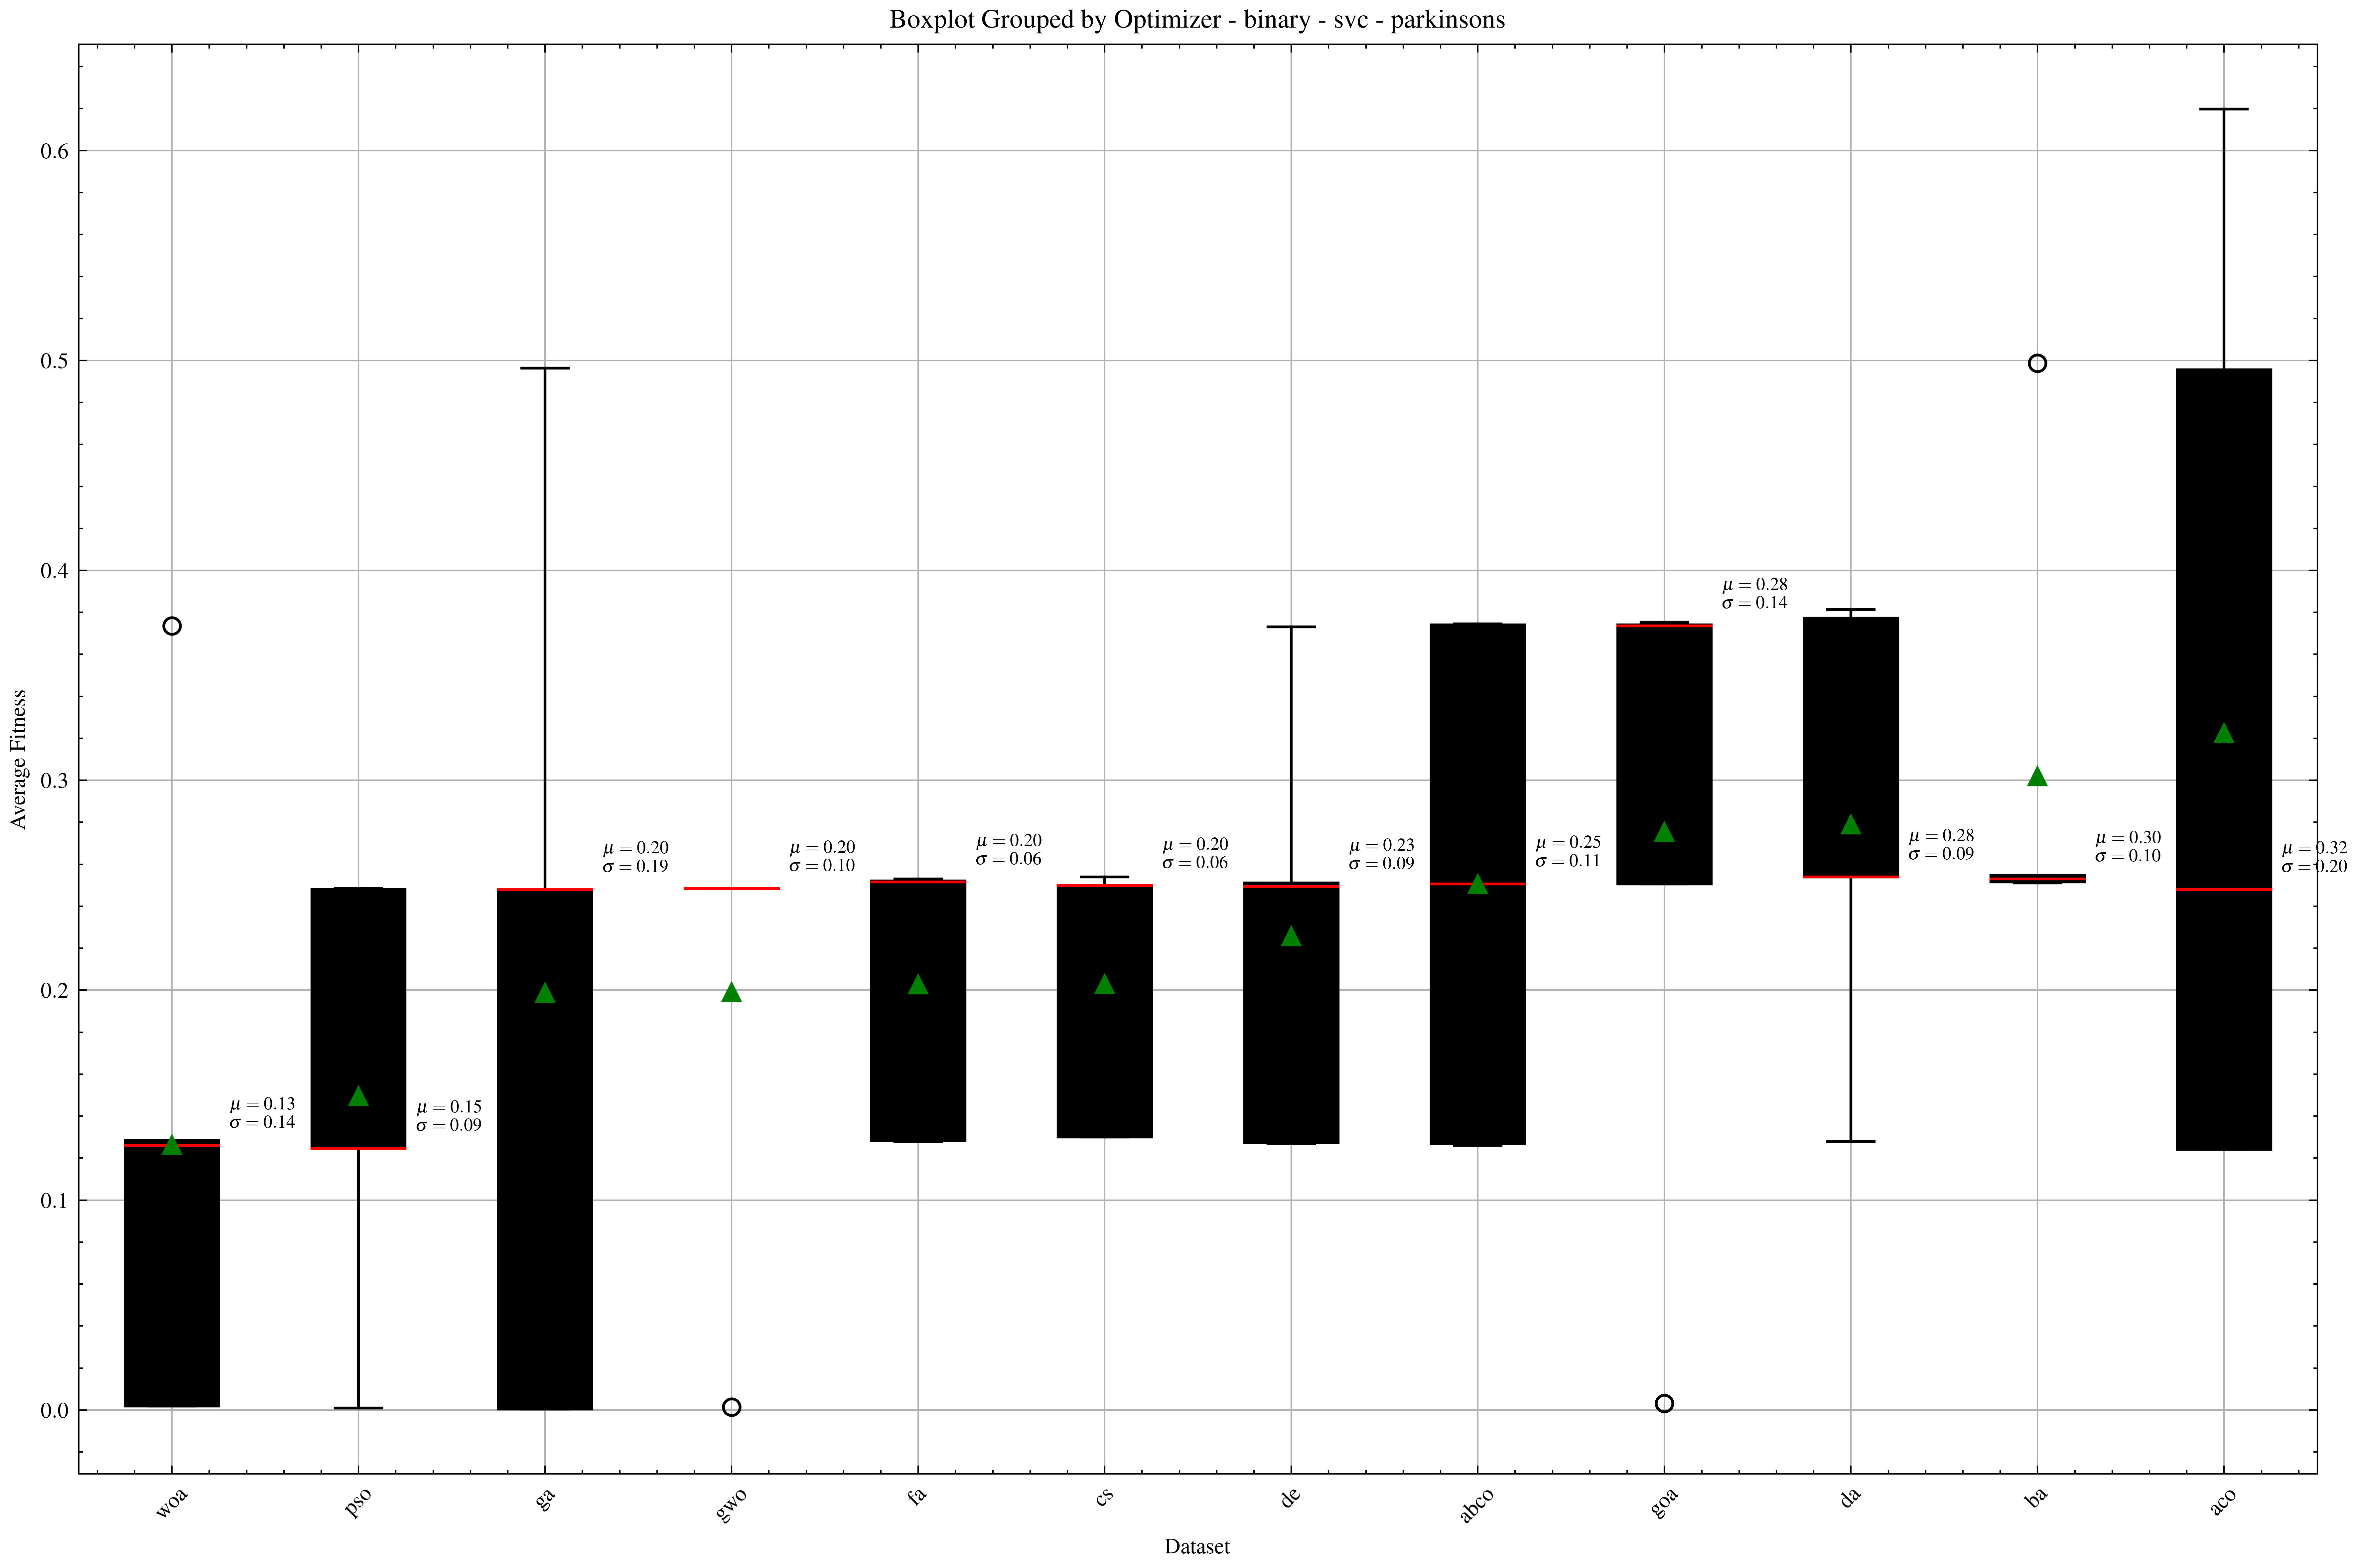 Boxplot Grouped by Optimizer - binary - svc - parkinsons
Average Fitness
0.6
0.5
0.4
0.3
0.2
0.1
0.0
μ = 0.13
σ = 0.14
μ = 0.15
σ = 0.09
μ = 0.20
σ = 0.19
μ = 0.20
σ = 0.10
μ = 0.20
σ = 0.06
μ = 0.20
σ = 0.06
μ = 0.23
σ = 0.09
μ = 0.25
σ = 0.11
μ = 0.28
σ = 0.14
μ = 0.28
σ = 0.09
μ = 0.30
σ = 0.10
μ = 0.32
σ = 0.20
woa
pso
ga
gwo
fa
cs
de
abco
goa
da
ba
aco
Dataset